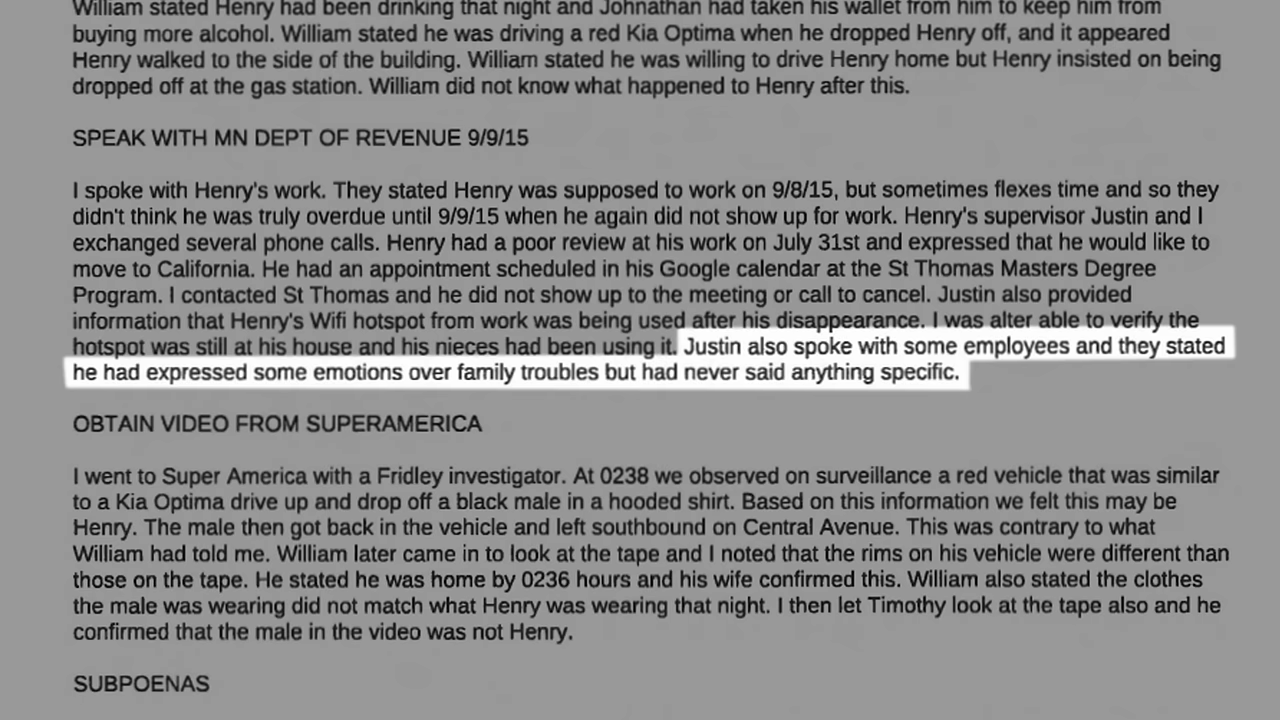 William stated Henry had been drinking that night and Johnathan had taken his wallet from him to keep him from
buying more alcohol. William stated he was driving a red Kia Optima when he dropped Henry off, and it appeared
Henry walked to the side of the building. William stated he was willing to drive Henry home but Henry insisted on being
dropped off at the gas station. William did not know what happened to Henry after this.
SPEAK WITH MN DEPT OF REVENUE 9/9/15
I spoke with Henry's work. They stated Henry was supposed to work on 9/8/15, but sometimes flexes time and so they
didn't think he was truly overdue until 9/9/15 when he again did not show up for work. Henry's supervisor Justin and I
exchanged several phone calls. Henry had a poor review at his work on July 31st and expressed that he would like to
move to California. He had an appointment scheduled in his Google calendar at the St Thomas Masters Degree
Program. I contacted St Thomas and he did not show up to the meeting or call to cancel. Justin also provided
information that Henry's Wifi hotspot from work was being used after his disappearance. I was alter able to verify the
hotspot was still at his house and his nieces had been using it. Justin also spoke with some employees and they stated
he had expressed some emotions over family troubles but had never said anything specific.
OBTAIN VIDEO FROM SUPERAMERICA
I went to Super America with a Fridley investigator. At 0238 we observed on surveillance a red vehicle that was similar
to a Kia Optima drive up and drop off a black male in a hooded shirt. Based on this information we felt this may be
Henry. The male then got back in the vehicle and left southbound on Central Avenue. This was contrary to what
William had told me. William later came in to look at the tape and I noted that the rims on his vehicle were different than
those on the tape. He stated he was home by 0236 hours and his wife confirmed this. William also stated the clothes
the male was wearing did not match what Henry was wearing that night. I then let Timothy look at the tape also and he
confirmed that the male in the video was not Henry.
SUBPOENAS